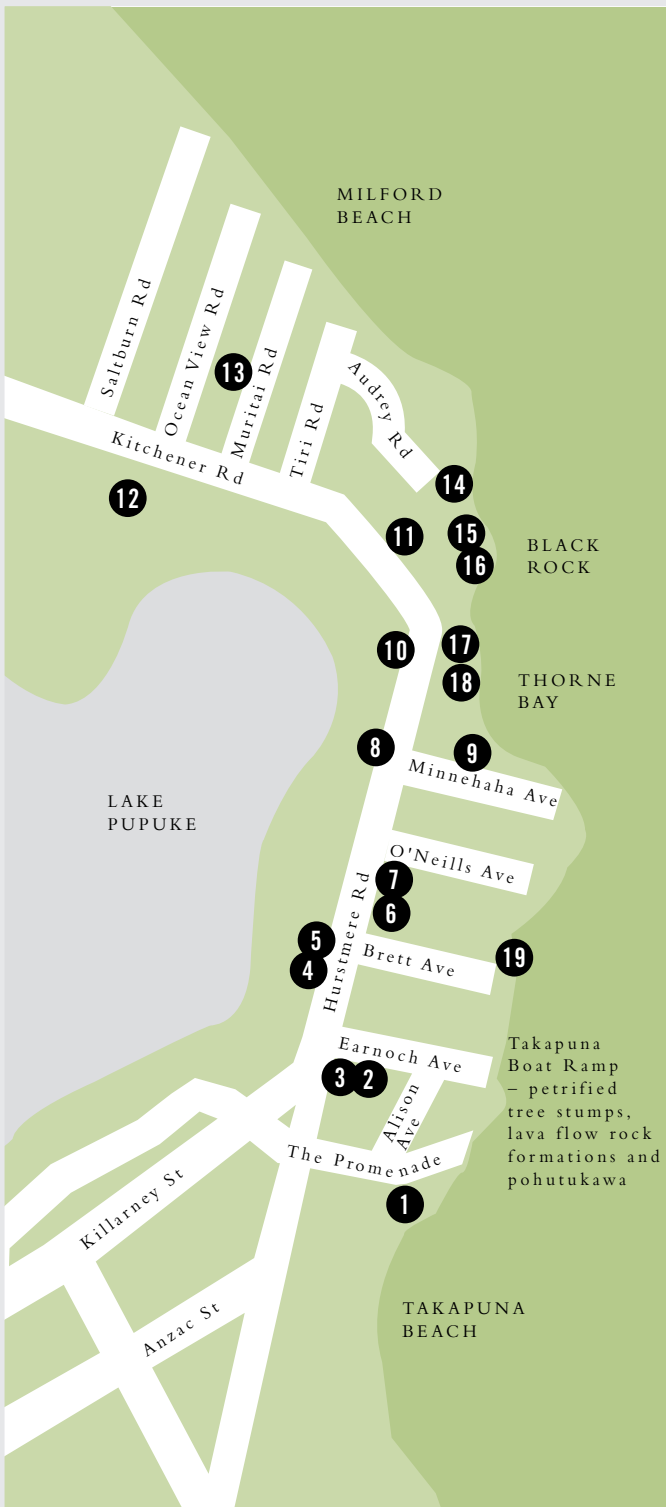 MILFORD
BEACH
Saltburn Rd
Ocean View Rd
13
Muritai Rd
Tiri Rd
Audrey Rd
Kitchener Rd
12
14
11
15
16
BLACK
ROCK
10
17
18
THORNE
BAY
8
9
Minnehaha Ave
LAKE
PUPUKE
O'Neills Ave
7
6
Hurstmere Rd
5
4
Brett Ave
19
Earnoch Ave
3
2
Alison
Ave
Takapuna
Boat Ramp
– petrified
tree stumps,
lava flow rock
formations and
pohutukawa
The Promenade
1
Killarney St
Anzac St
TAKAPUNA
BEACH